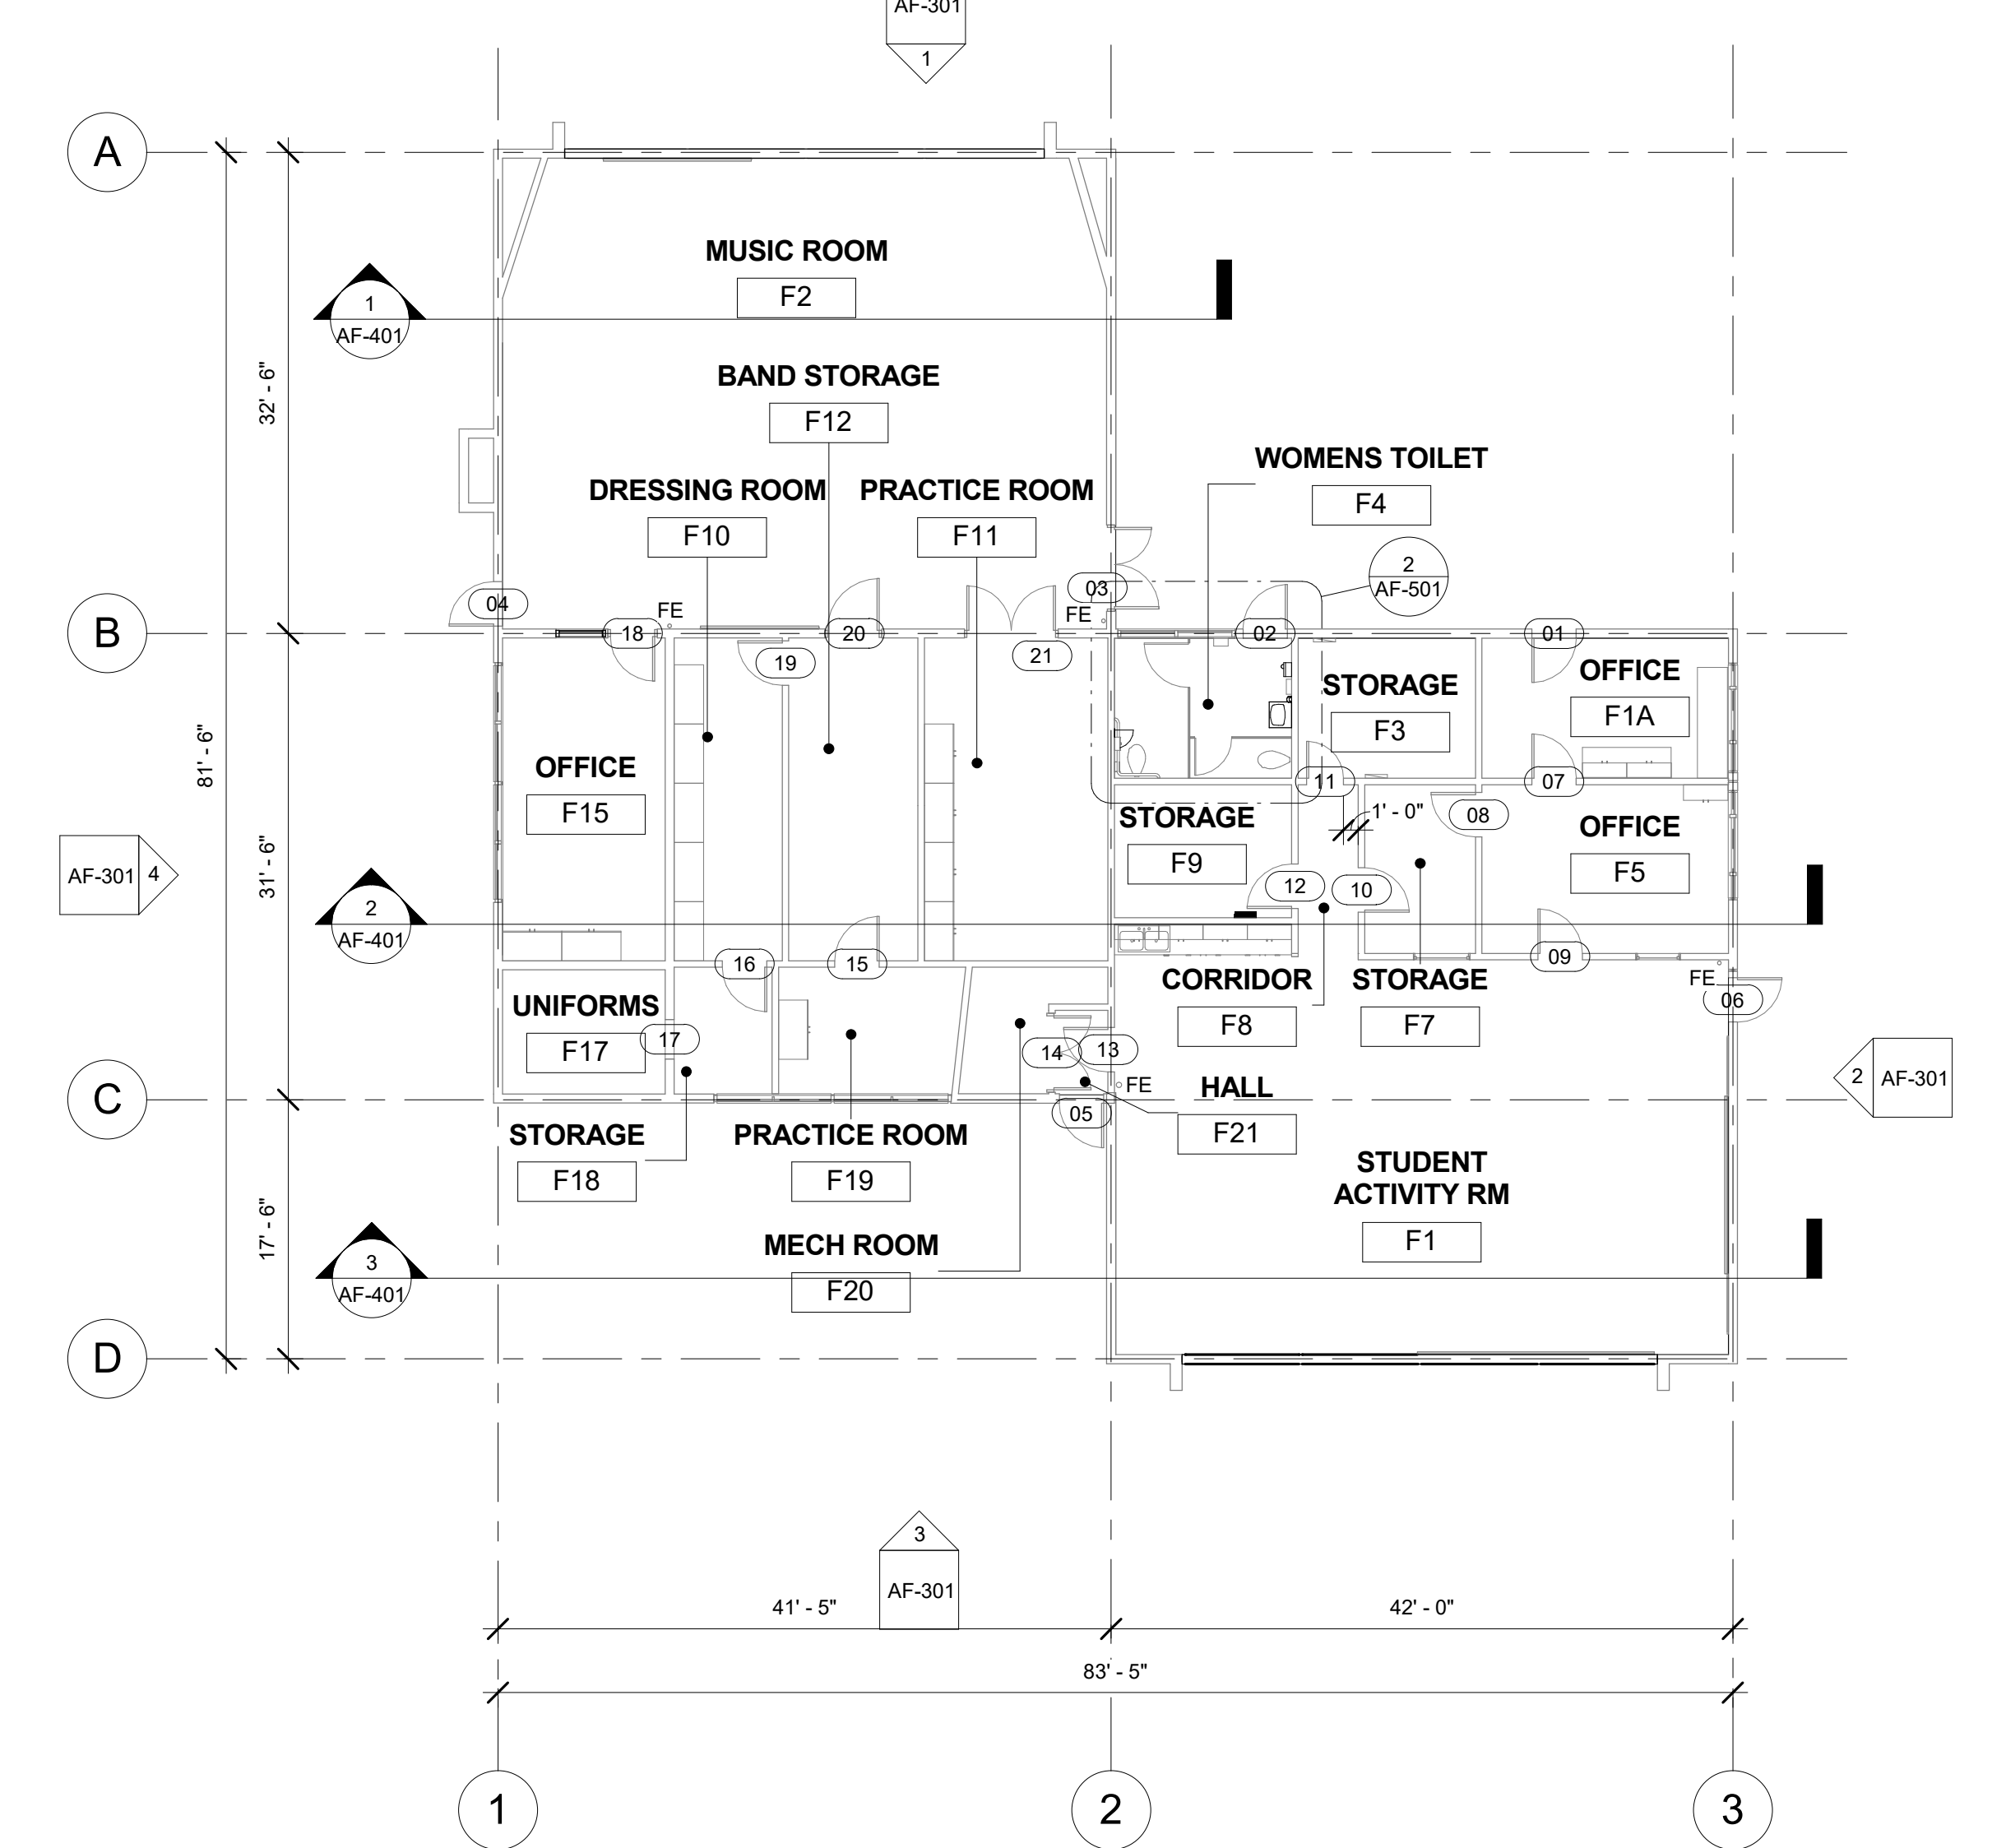 AF-301
1
A
MUSIC ROOM
F2
1
AF-401
32' - 6"
BAND STORAGE
F12
WOMENS TOILET
F4
DRESSING ROOM
F10
PRACTICE ROOM
F11
2
AF-501
04
FE
03
FE
B
18
20
02
01
19
21
OFFICE
F1A
STORAGE
F3
81' - 6"
OFFICE
F15
11
07
1' - 0"
08
STORAGE
F9
OFFICE
F5
31' - 6"
AF-301
4
12
10
2
AF-401
16
15
09
CORRIDOR
F8
STORAGE
F7
FE
06
UNIFORMS
F17
17
14
13
2
AF-301
FE
HALL
F21
C
05
STORAGE
F18
PRACTICE ROOM
F19
STUDENT
ACTIVITY RM
F1
17' - 6"
MECH ROOM
F20
3
AF-401
D
3
AF-301
41' - 5"
42' - 0"
83' - 5"
1
2
3